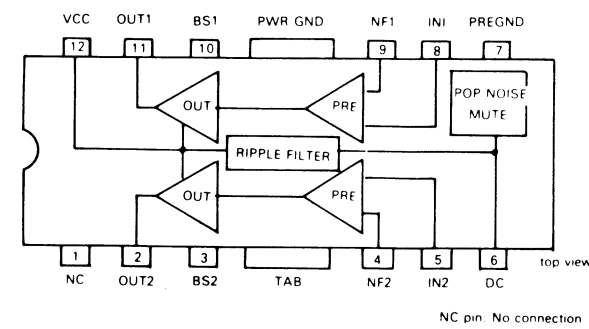 VCC OUT1 BS1 PWR GND NF1 IN1 PREGND
12 11 10 9 8 7
OUT PRE POP NOISE
MUTE
RIPPLE FILTER
OUT PRE
1 2 3 4 5 6
top view
NC OUT2 BS2 TAB NF2 IN2 DC
NC pin: No connection